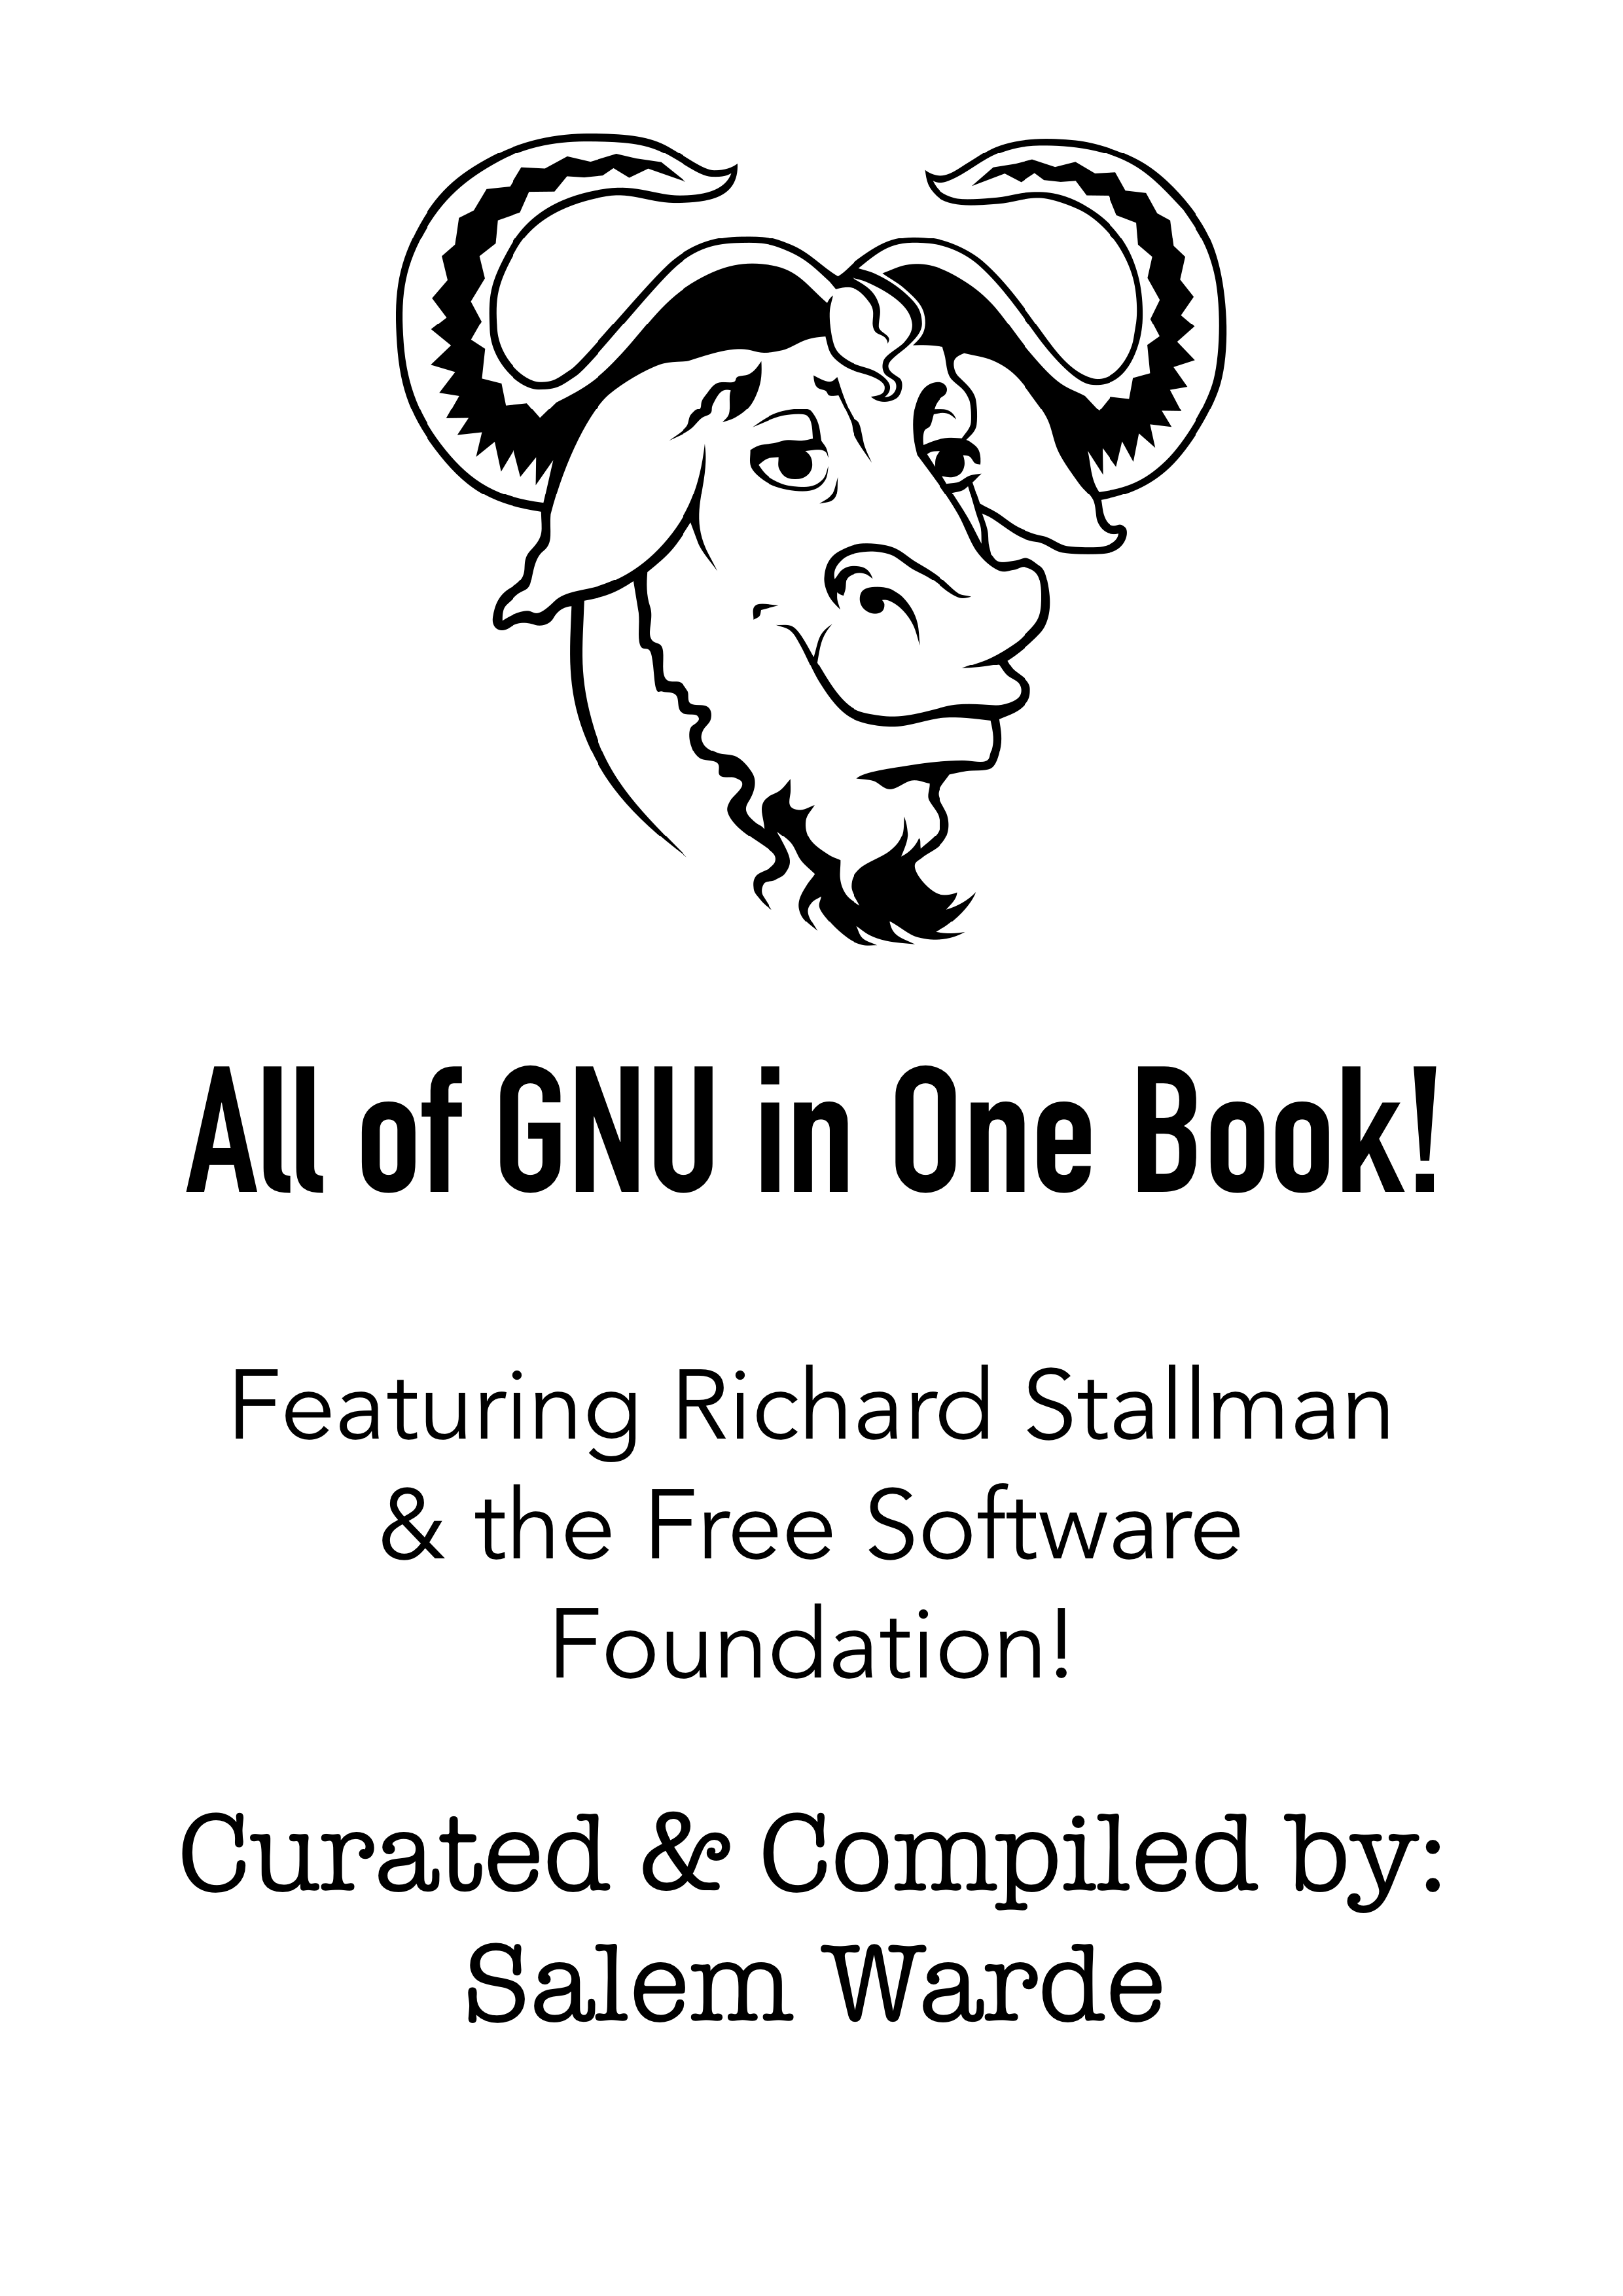 All of GNU in One Book!
Featuring Richard Stallman
& the Free Software
Foundation!
Curated & Compiled by:
Salem Warde